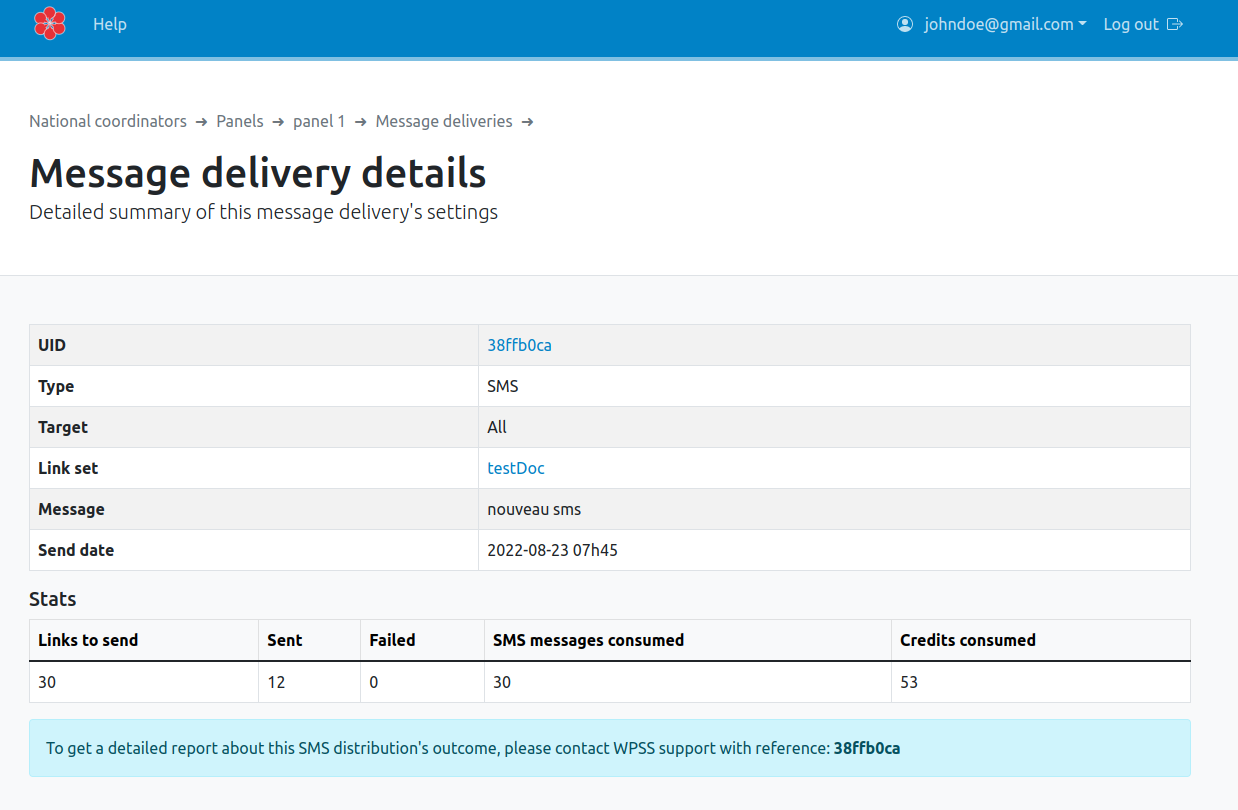 Help johndoe@gmail.com Log out
National coordinators → Panels → panel 1 → Message deliveries →
Message delivery details
Detailed summary of this message delivery's settings
UID 38ffb0ca
Type SMS
Target All
Link set testDoc
Message nouveau sms
Send date 2022-08-23 07h45
Stats
Links to send Sent Failed SMS messages consumed Credits consumed
30 12 0 30 53
To get a detailed report about this SMS distribution's outcome, please contact WPSS support with reference: 38ffb0ca